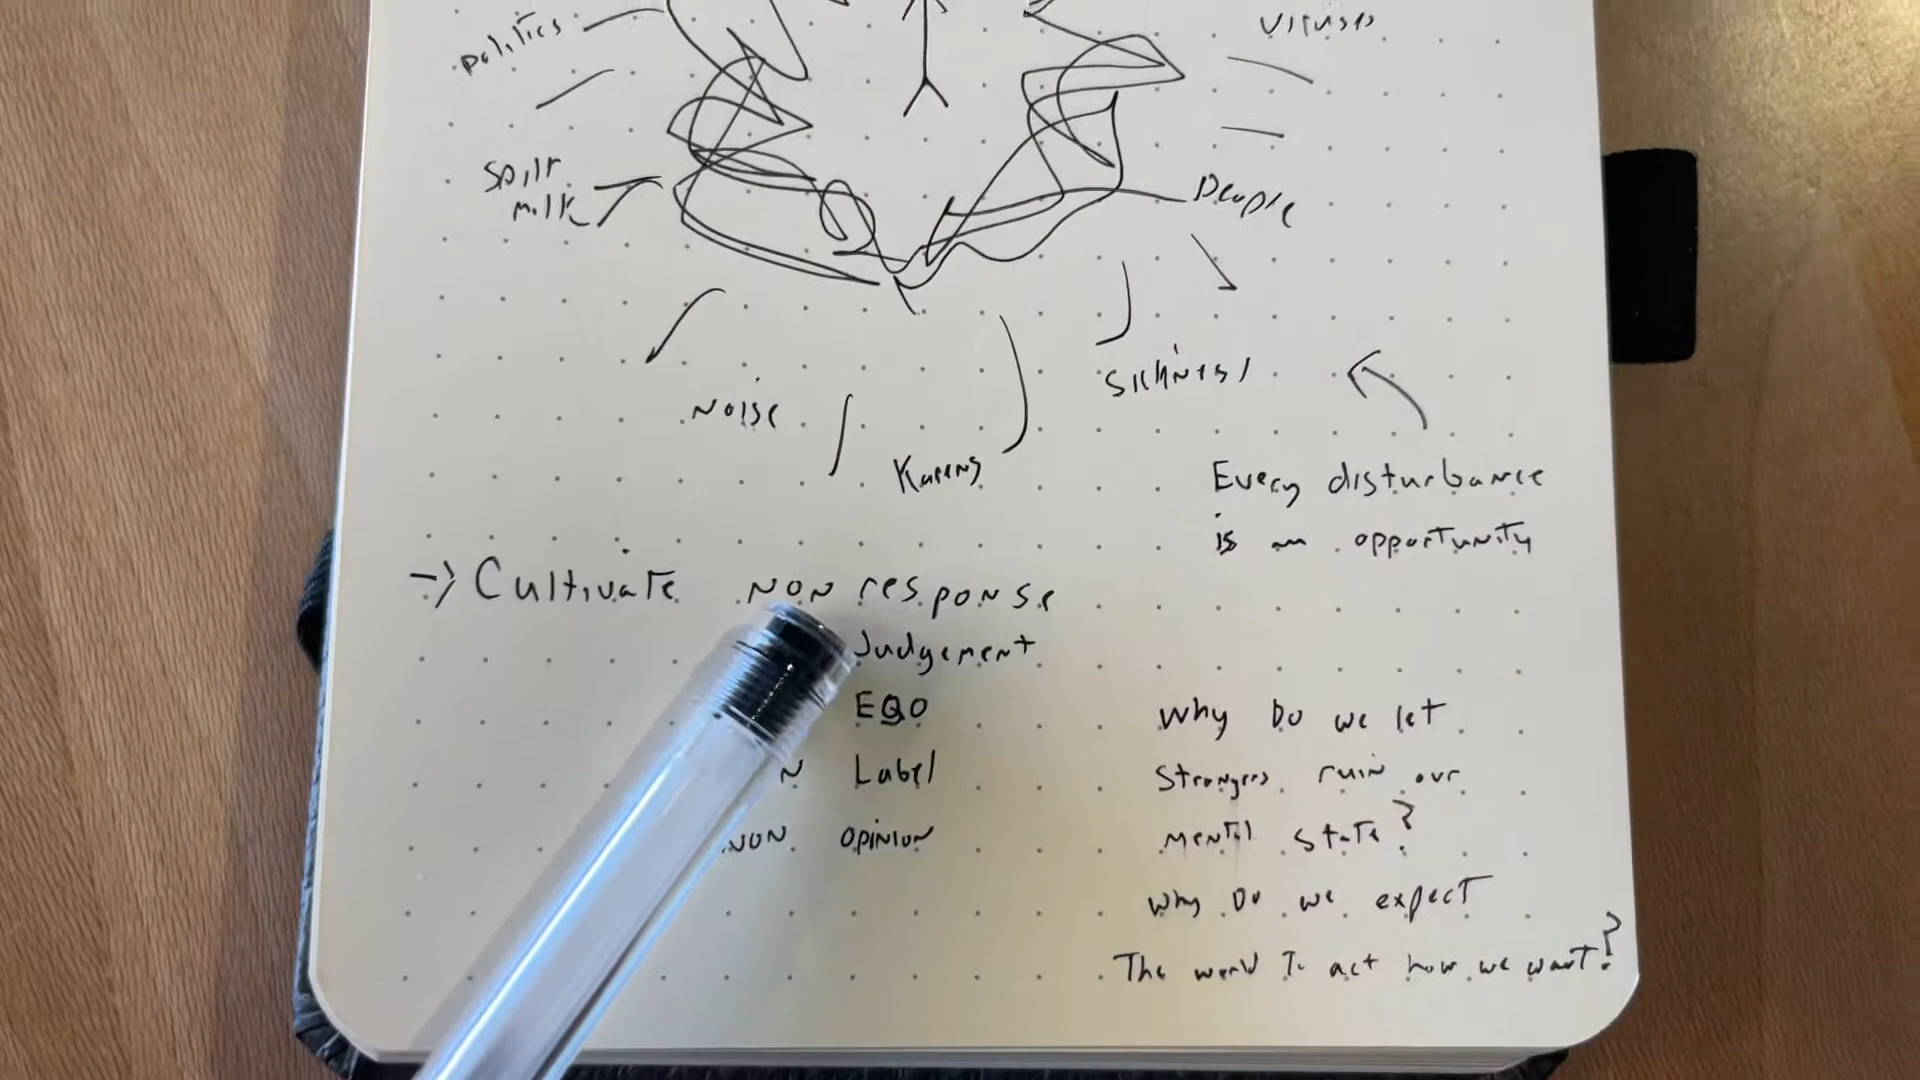 politics
viruses
Spilt
milk
People
Noise
Sickness
Karens
Every disturbance
is an opportunity
-> Cultivate non response
Judgement
EGO
N Label
non opinion
Why Do we let
Strangers ruin our
mental state?
Why Do we expect
The world To act how we want?